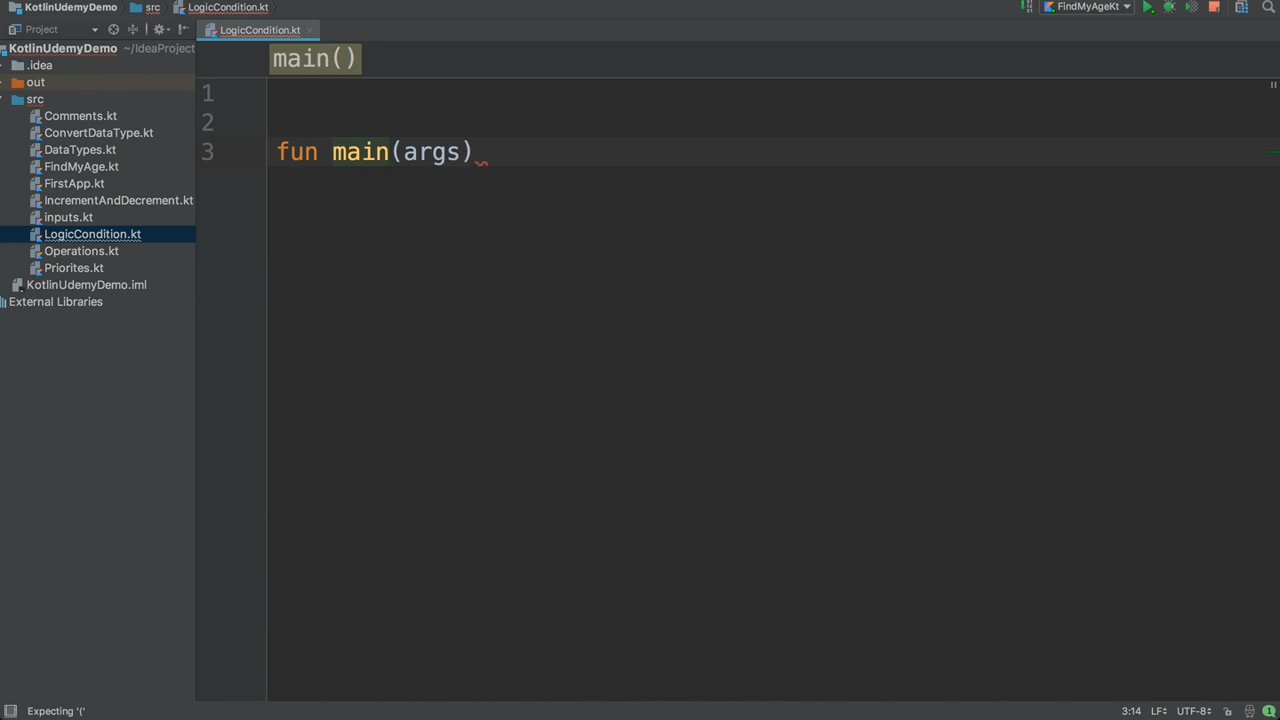 KotlinUdemyDemo src LogicCondition.kt FindMyAgeKt
Project LogicCondition.kt
KotlinUdemyDemo ~/IdeaProject
main()
.idea
out
src
Comments.kt
ConvertDataType.kt
DataTypes.kt
FindMyAge.kt
FirstApp.kt
IncrementAndDecrement.kt
inputs.kt
LogicCondition.kt
Operations.kt
Priorites.kt
KotlinUdemyDemo.iml
External Libraries
1
2
3 fun main(args)
Expecting '(' 3:14 LF UTF-8 1